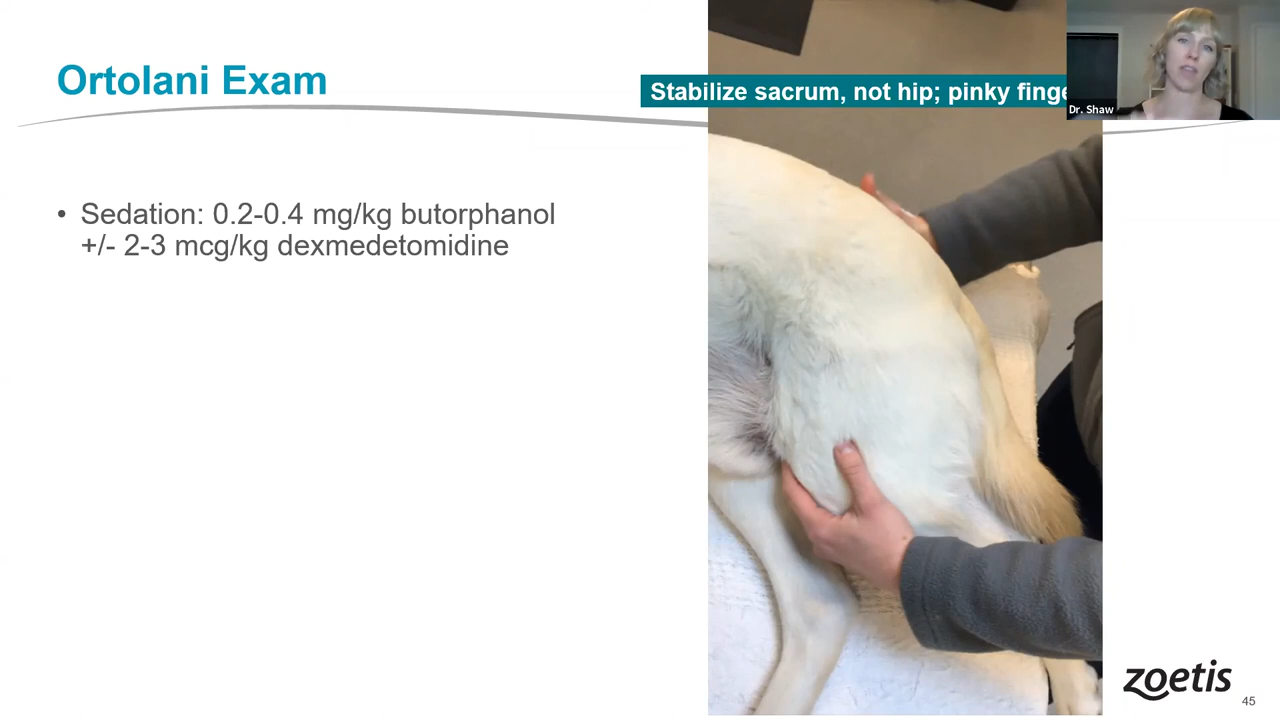 Ortolani Exam
Stabilize sacrum, not hip; pinky finge
Dr. Shaw
• Sedation: 0.2-0.4 mg/kg butorphanol
+/- 2-3 mcg/kg dexmedetomidine
zoetis
45